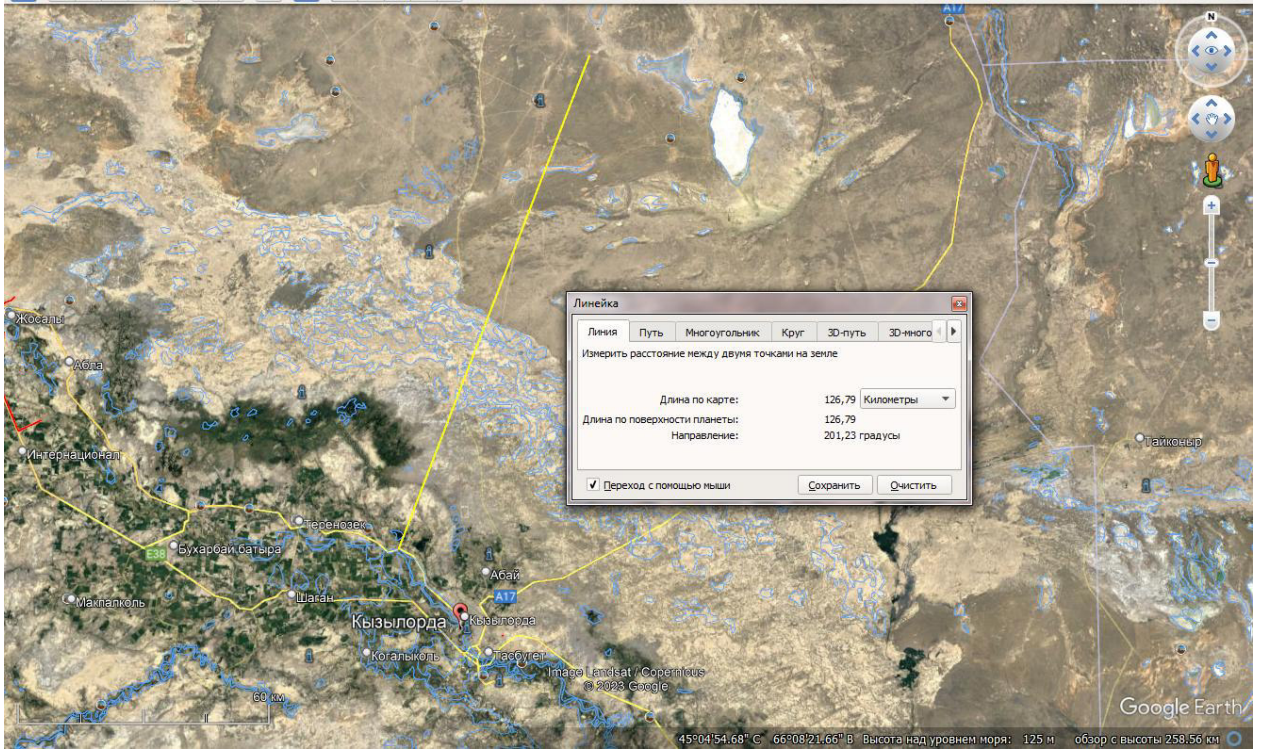 A17
N
Жосалы
Абла
Интернационал
Линейка
Линия Путь Многоугольник Круг 3D-путь 3D-много
Измерить расстояние между двумя точками на земле
Длина по карте: 126,79 Километры
Длина по поверхности планеты: 126,79
Направление: 201,23 градусы
Переход с помощью мыши Сохранить Очистить
Тайконыр
Теренозек
E38
Бухарбай батыра
Абай
Макпалколь
Шаган
A17
Кызылорда
Кызылорда
Когалыколь
Тасбугет
Image Landsat / Copernicus
© 2023 Google
60 км
Google Earth
45°04'54.68" С 66°08'21.66" В Высота над уровнем моря: 125 м обзор с высоты 258.56 км